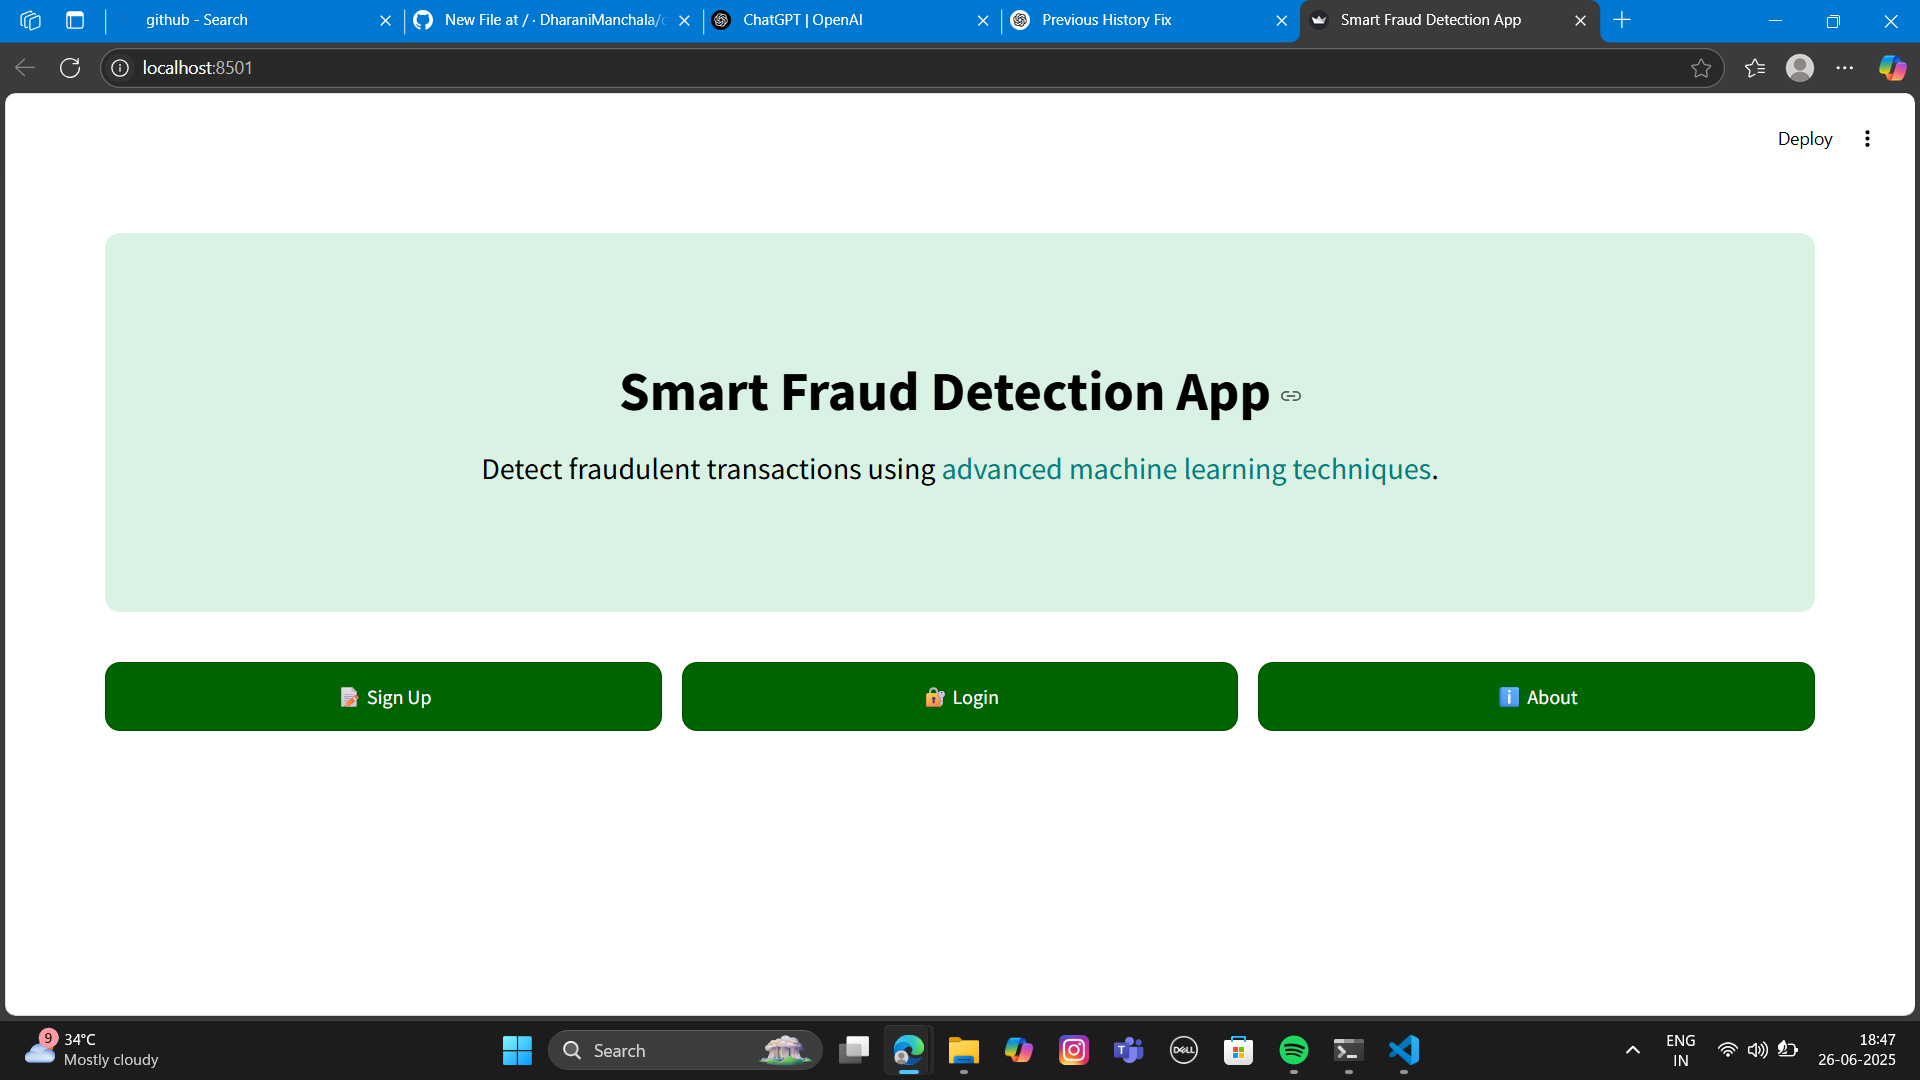 github - Search
New File at / · DharaniManchala/c
ChatGPT | OpenAI
Previous History Fix
Smart Fraud Detection App
localhost:8501
Deploy
Smart Fraud Detection App
Detect fraudulent transactions using advanced machine learning techniques.
📝 Sign Up
🔐 Login
ℹ️ About
9
34°C
Mostly cloudy
Search
DELL
ENG
IN
18:47
26-06-2025